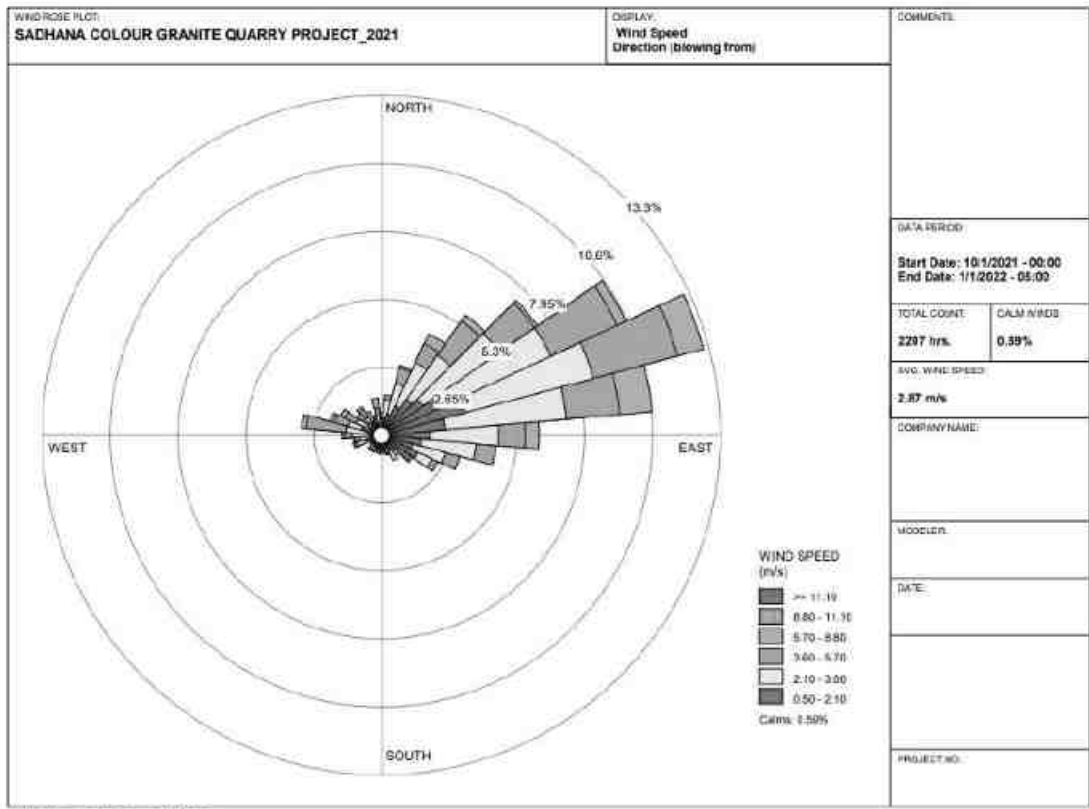 WIND ROSE PLOT:
SADHANA COLOUR GRANITE QUARRY PROJECT_2021
DISPLAY:
Wind Speed
Direction (blowing from)
COMMENTS:
NORTH
13.3%
10.6%
7.95%
5.3%
2.65%
WEST
EAST
SOUTH
WIND SPEED
(m/s)
>= 11.10
8.80 - 11.10
5.70 - 8.80
3.60 - 5.70
2.10 - 3.60
0.50 - 2.10
Calms: 0.59%
DATA PERIOD:
Start Date: 10/1/2021 - 00:00
End Date: 1/1/2022 - 05:00
TOTAL COUNT:
hrs.
CALM WINDS:
0.59%
AVG. WIND SPEED:
2.87 m/s
COMPANY NAME:
MODELER:
DATE:
PROJECT NO.: